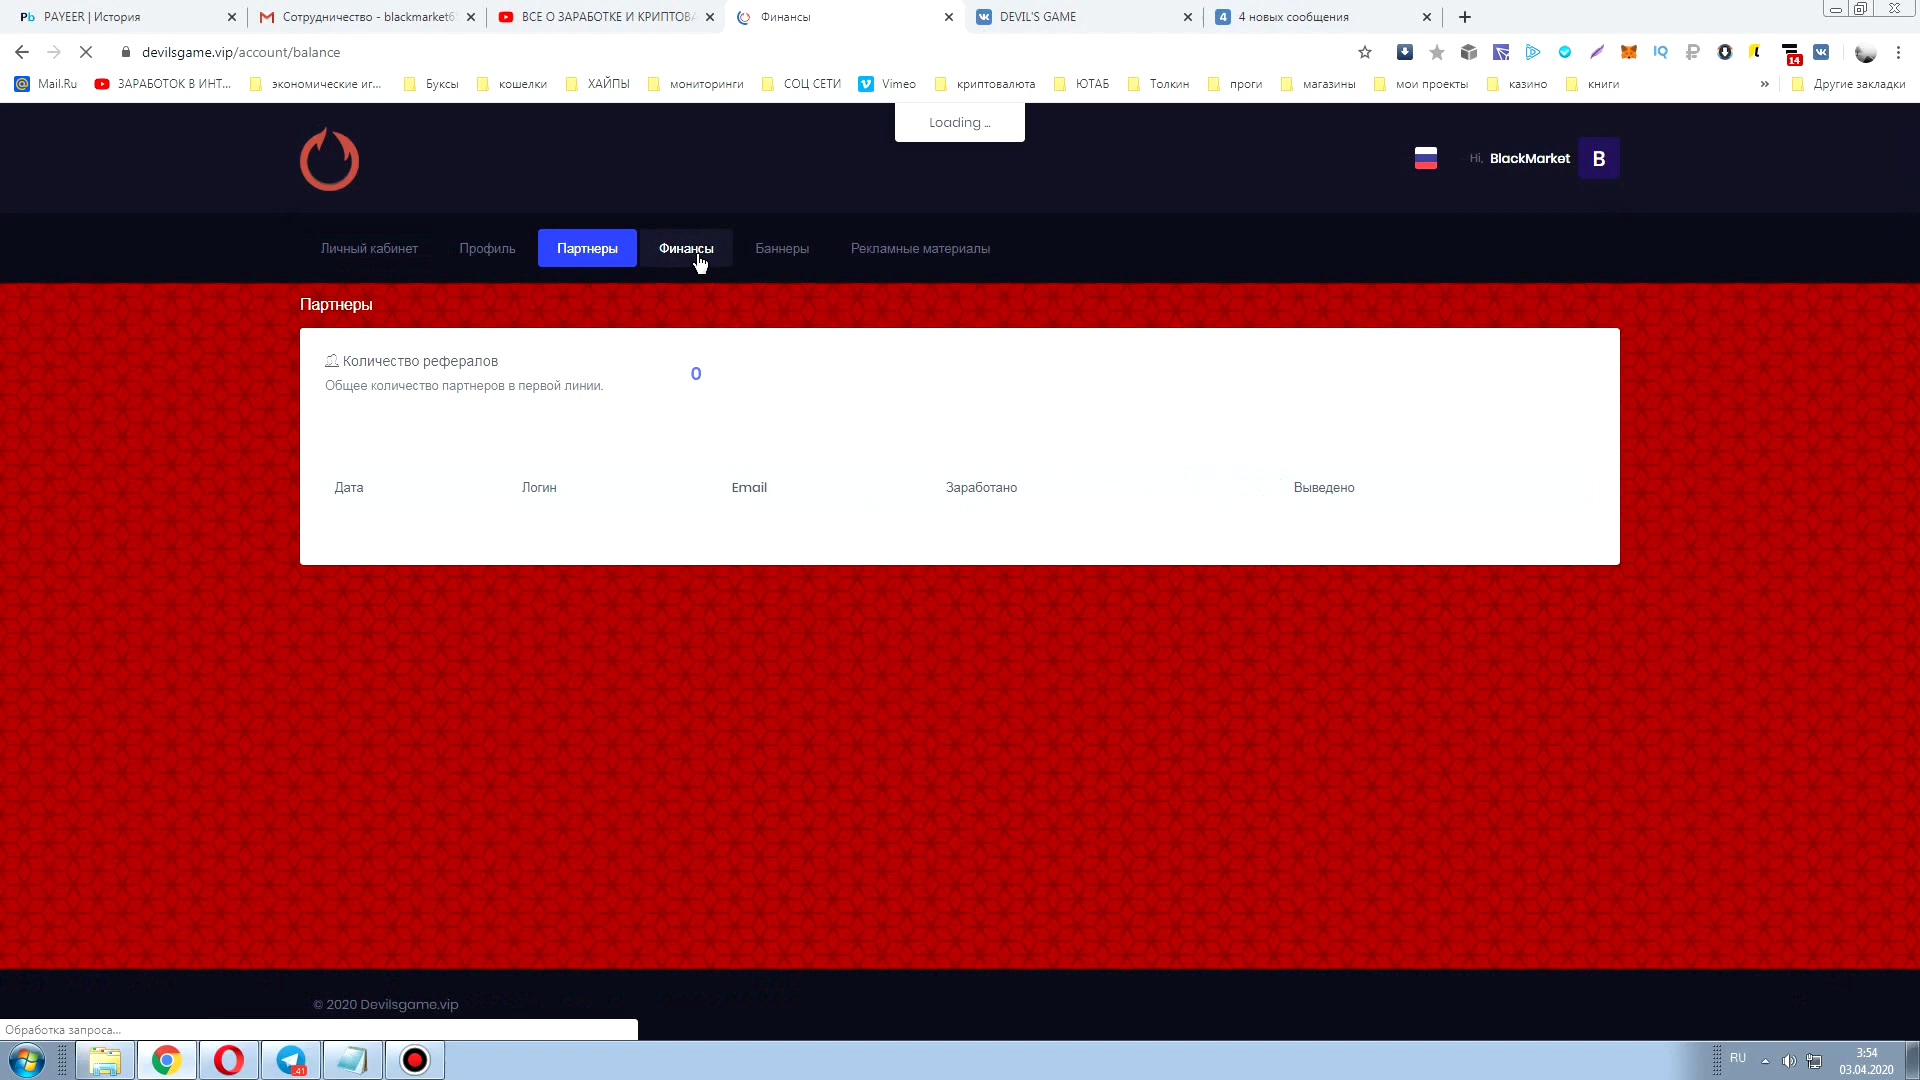 PAYEER | История
Сотрудничество - blackmarket6
ВСЕ О ЗАРАБОТКЕ И КРИПТОВА
Финансы
DEVIL'S GAME
4 новых сообщения
devilsgame.vip/account/balance
Mail.Ru
ЗАРАБОТОК В ИНТ...
экономические иг...
Буксы
кошелки
ХАЙПЫ
мониторинги
СОЦ СЕТИ
Vimeo
криптовалюта
ЮТАБ
Толкин
проги
магазины
мои проекты
казино
книги
»
Другие закладки
Loading ...
Hi, BlackMarket
B
Личный кабинет
Профиль
Партнеры
Финансы
Баннеры
Рекламные материалы
Партнеры
Количество рефералов
Общее количество партнеров в первой линии.
0
Дата
Логин
Email
Заработано
Выведено
© 2020 Devilsgame.vip
Обработка запроса...
RU
3:54
03.04.2020